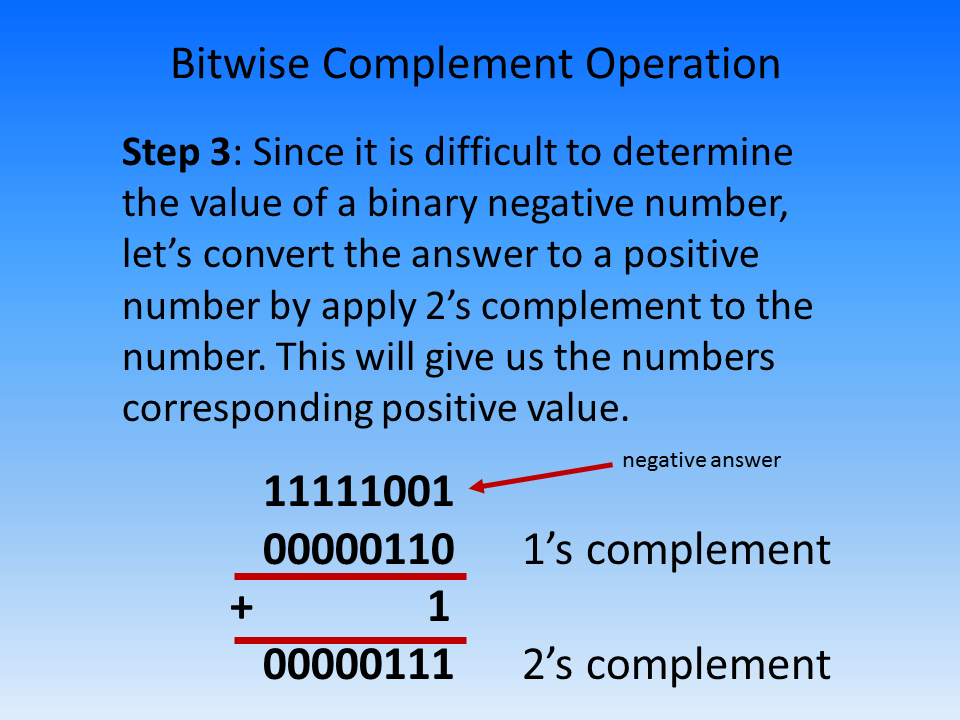 Bitwise Complement Operation
Step 3: Since it is difficult to determine
the value of a binary negative number,
let’s convert the answer to a positive
number by apply 2’s complement to the
number. This will give us the numbers
corresponding positive value.
negative answer
11111001
00000110 1’s complement
+ 1
00000111 2’s complement